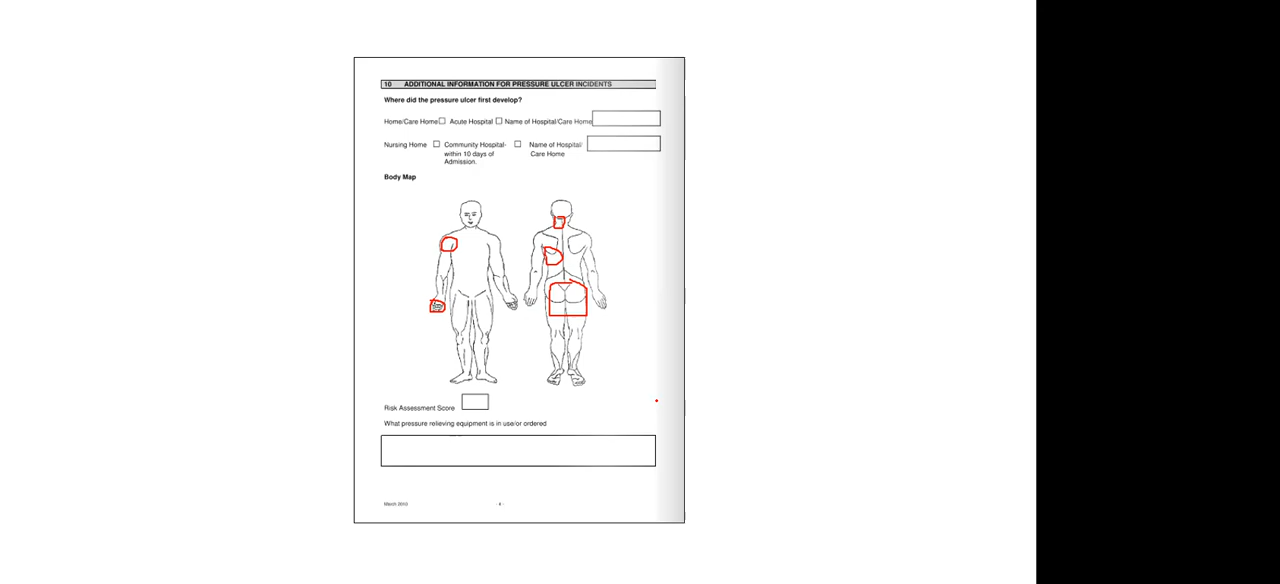 10 ADDITIONAL INFORMATION FOR PRESSURE ULCER INCIDENTS
Where did the pressure ulcer first develop?
Home/Care Home Acute Hospital Name of Hospital/Care Home
Nursing Home Community Hospital- Name of Hospital/
within 10 days of Care Home
Admission.
Body Map
Risk Assessment Score
What pressure relieving equipment is in use/or ordered
March 2010